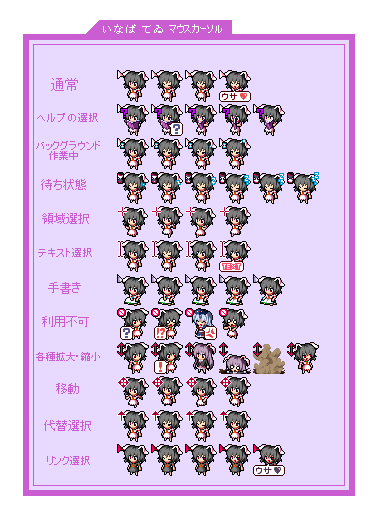 いなば てゐ マウスカーソル
通常
ウサ♥
ヘルプの選択
?
バックグラウンド
作業中
待ち状態
領域選択
テキスト選択
TEXT
手書き
利用不可
? !?
各種拡大・縮小
!
移動
代替選択
リンク選択
ウサ♥